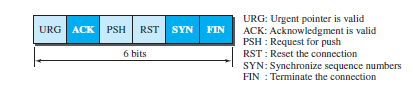 URG ACK PSH RST SYN FIN
6 bits
URG: Urgent pointer is valid
ACK: Acknowledgment is valid
PSH : Request for push
RST : Reset the connection
SYN: Synchronize sequence numbers
FIN : Terminate the connection